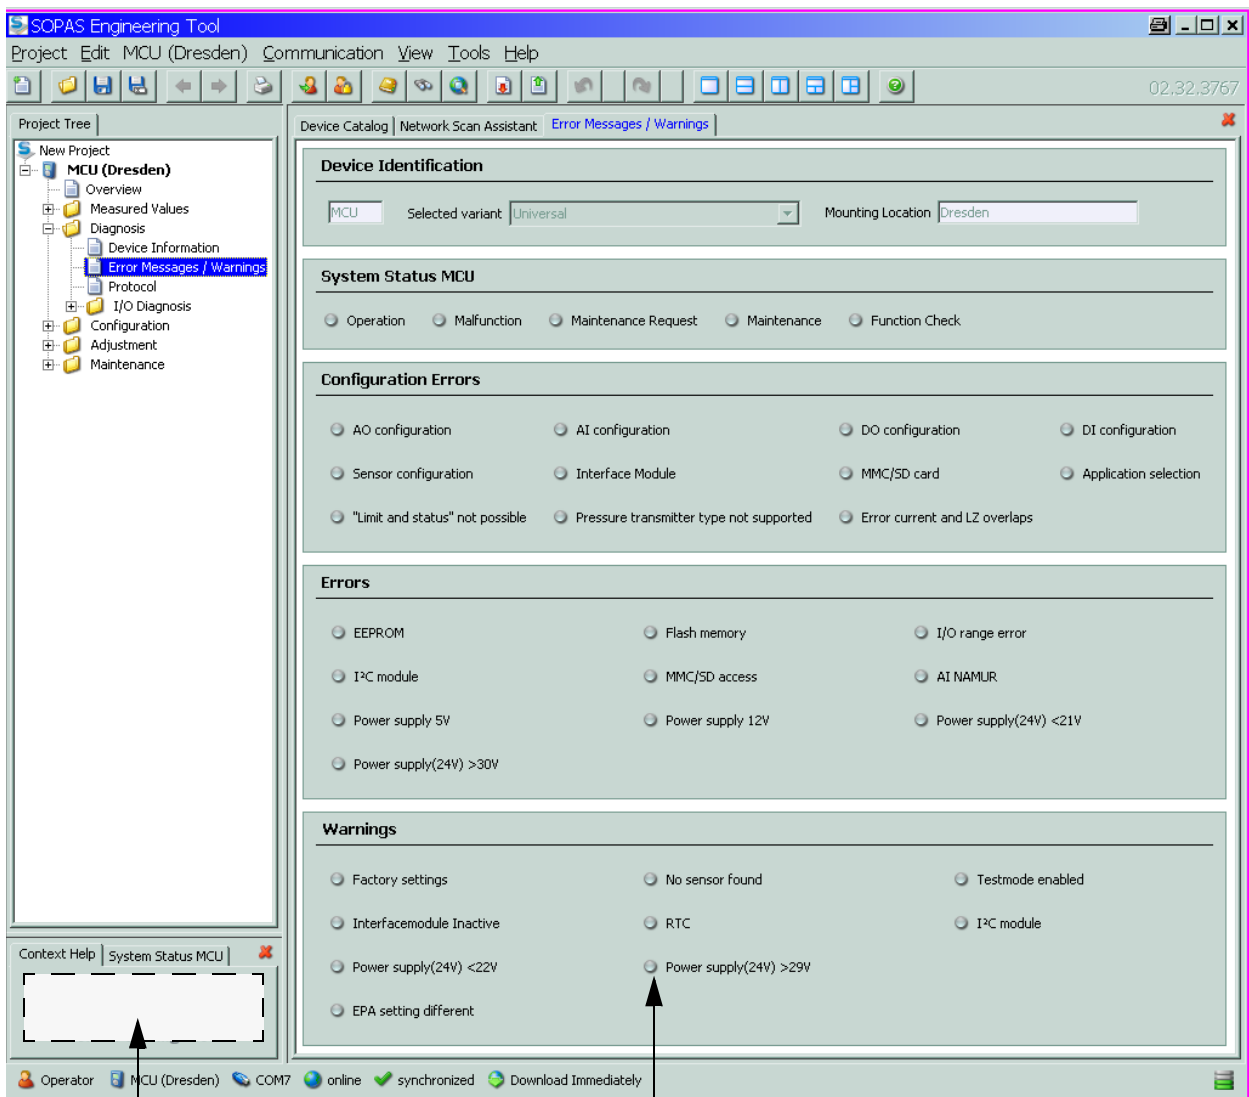 SOPAS Engineering Tool
Project Edit MCU (Dresden) Communication View Tools Help
02.32.3767
Project Tree
New Project
MCU (Dresden)
Overview
Measured Values
Diagnosis
Device Information
Error Messages / Warnings
Protocol
I/O Diagnosis
Configuration
Adjustment
Maintenance
Device Catalog Network Scan Assistant Error Messages / Warnings
Device Identification
MCU Selected variant Universal Mounting Location Dresden
System Status MCU
Operation Malfunction Maintenance Request Maintenance Function Check
Configuration Errors
AO configuration AI configuration DO configuration DI configuration
Sensor configuration Interface Module MMC/SD card Application selection
"Limit and status" not possible Pressure transmitter type not supported Error current and LZ overlaps
Errors
EEPROM Flash memory I/O range error
I²C module MMC/SD access AI NAMUR
Power supply 5V Power supply 12V Power supply(24V) <21V
Power supply(24V) >30V
Warnings
Factory settings No sensor found Testmode enabled
Interfacemodule Inactive RTC I²C module
Power supply(24V) <22V Power supply(24V) >29V
EPA setting different
Context Help System Status MCU
Operator MCU (Dresden) COM7 online synchronized Download Immediately